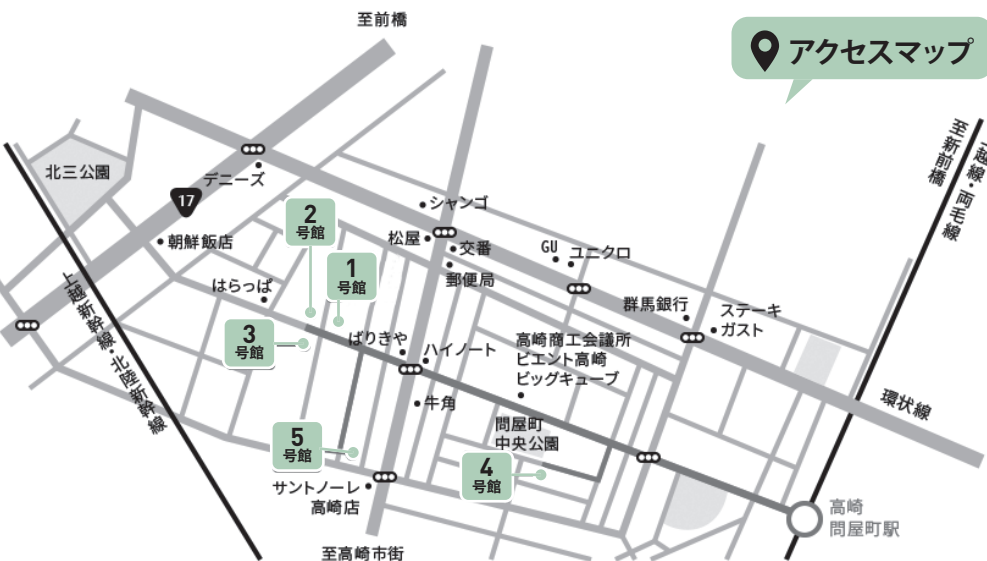 至前橋
アクセスマップ
至新前橋
越線・両毛線
北三公園
デニーズ
17
朝鮮飯店
シャンゴ
2
号館
松屋
交番
GU
ユニクロ
1
号館
郵便局
はらっぱ
上越新幹線・北陸新幹線
群馬銀行
ステーキ
ガスト
3
号館
ばりきや
ハイノート
高崎商工会議所
ビエント高崎
ビッグキューブ
環状線
牛角
問屋町
中央公園
5
号館
4
号館
サントノーレ
高崎店
高崎
問屋町駅
至高崎市街